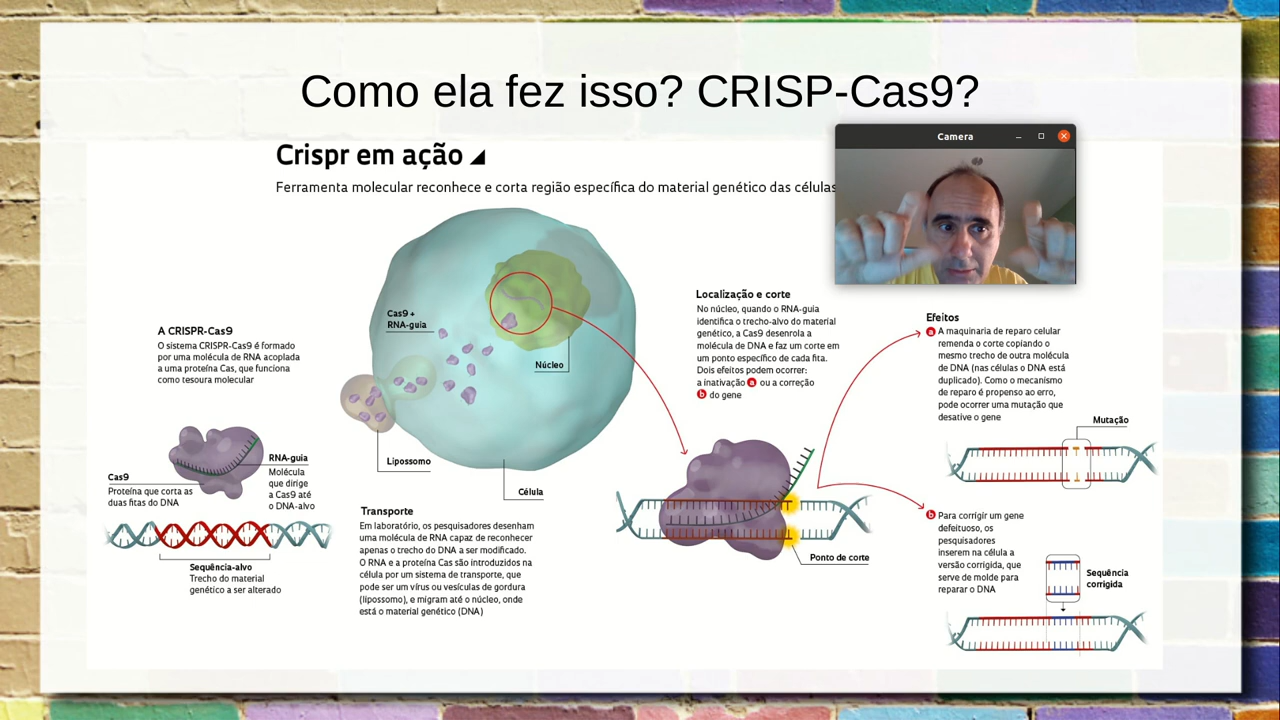 Como ela fez isso? CRISP-Cas9?
Camera
Crispr em ação
Ferramenta molecular reconhece e corta região específica do material genético das células
A CRISPR-Cas9
O sistema CRISPR-Cas9 é formado
por uma molécula de RNA acoplada
a uma proteína Cas, que funciona
como tesoura molecular
RNA-guia
Molécula
que dirige
a Cas9 até
o DNA-alvo
Cas9
Proteína que corta as
duas fitas do DNA
Sequência-alvo
Trecho do material
genético a ser alterado
Cas9 +
RNA-guia
Núcleo
Lipossomo
Célula
Transporte
Em laboratório, os pesquisadores desenham
uma molécula de RNA capaz de reconhecer
apenas o trecho do DNA a ser modificado.
O RNA e a proteína Cas são introduzidos na
célula por um sistema de transporte, que
pode ser um vírus ou vesículas de gordura
(lipossomo), e migram até o núcleo, onde
está o material genético (DNA)
Localização e corte
No núcleo, quando o RNA-guia
identifica o trecho-alvo do material
genético, a Cas9 desenrola a
molécula de DNA e faz um corte em
um ponto específico de cada fita.
Dois efeitos podem ocorrer:
a inativação a ou a correção
b do gene
Ponto de corte
Efeitos
a A maquinaria de reparo celular
remenda o corte copiando o
mesmo trecho de outra molécula
de DNA (nas células o DNA está
duplicado). Como o mecanismo
de reparo é propenso ao erro,
pode ocorrer uma mutação que
desative o gene
Mutação
b Para corrigir um gene
defeituoso, os
pesquisadores
inserem na célula a
versão corrigida, que
serve de molde para
reparar o DNA
Sequência
corrigida